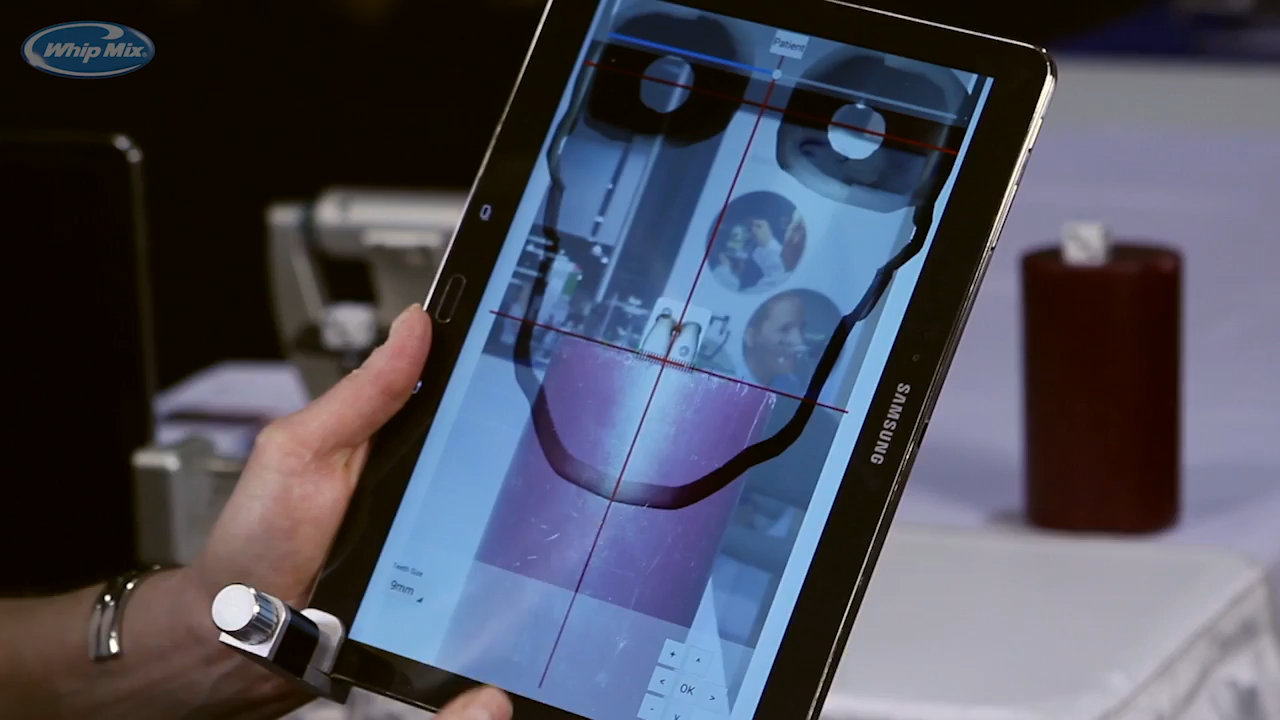 Whip Mix®
Patient
SAMSUNG
Teeth Size
9mm
+ ^
< OK >
- v